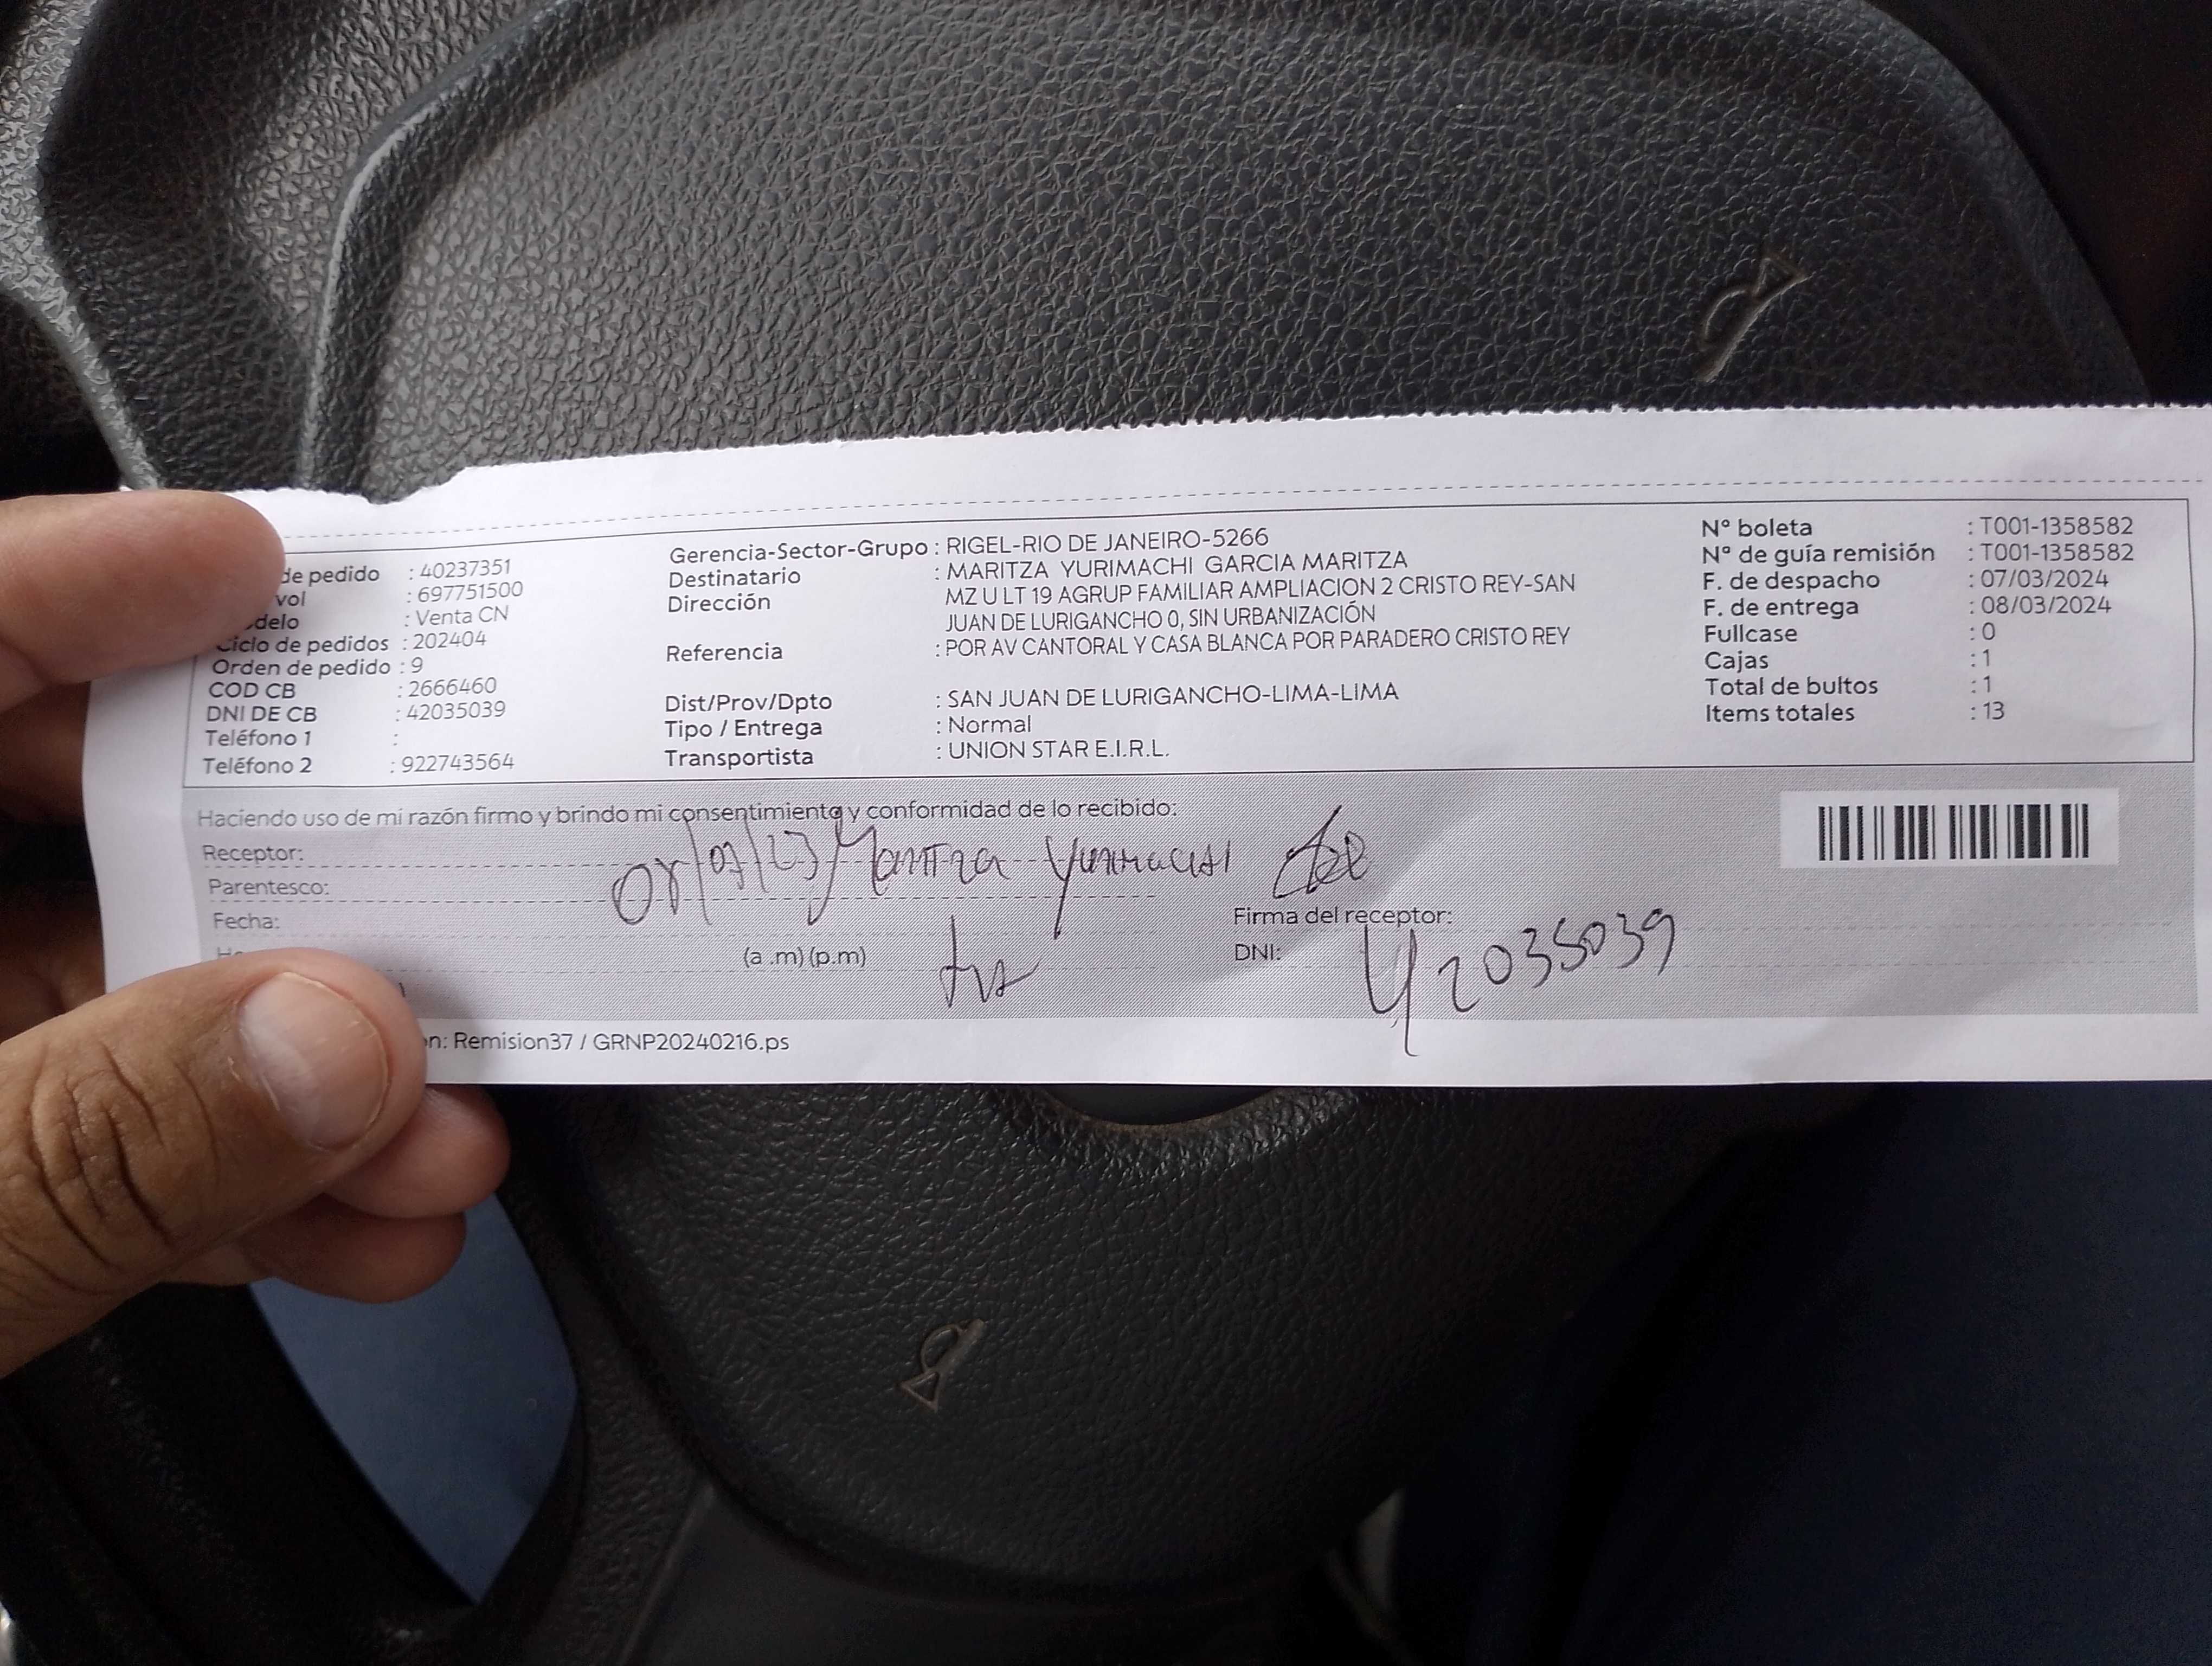 de pedido : 40237351
vol : 697751500
delo : Venta CN
Ciclo de pedidos : 202404
Orden de pedido : 9
COD CB : 2666460
DNI DE CB : 42035039
Teléfono 1 :
Teléfono 2 : 922743564
Gerencia-Sector-Grupo : RIGEL-RIO DE JANEIRO-5266
Destinatario : MARITZA YURIMACHI GARCIA MARITZA
Dirección MZ U LT 19 AGRUP FAMILIAR AMPLIACION 2 CRISTO REY-SAN
JUAN DE LURIGANCHO 0, SIN URBANIZACIÓN
Referencia : POR AV CANTORAL Y CASA BLANCA POR PARADERO CRISTO REY
Dist/Prov/Dpto : SAN JUAN DE LURIGANCHO-LIMA-LIMA
Tipo / Entrega : Normal
Transportista : UNION STAR E.I.R.L.
N° boleta : T001-1358582
N° de guía remisión : T001-1358582
F. de despacho : 07/03/2024
F. de entrega : 08/03/2024
Fullcase : 0
Cajas : 1
Total de bultos : 1
Items totales : 13
Haciendo uso de mi razón firmo y brindo mi consentimiento y conformidad de lo recibido:
Receptor:
Maritza Yurimachi
Parentesco:
Fecha:
Firma del receptor:
(a .m) (p.m)
DNI: 42035039
n: Remision37 / GRNP20240216.ps